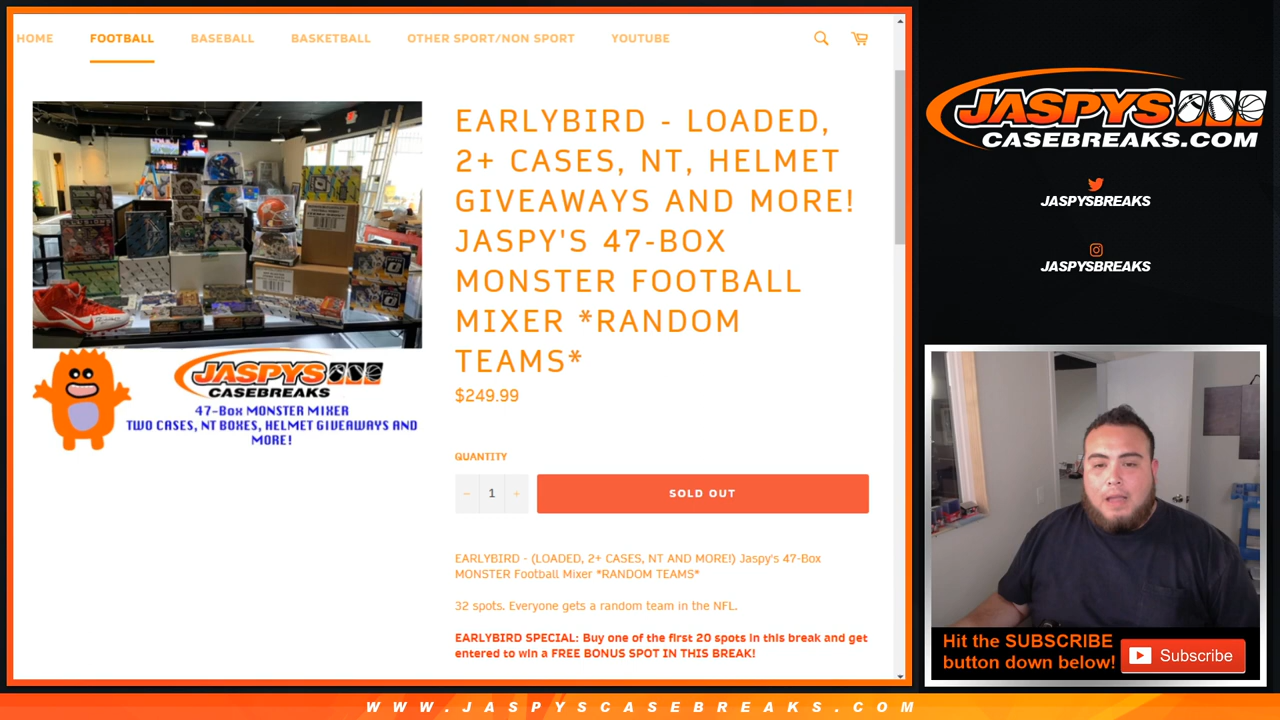 HOME FOOTBALL BASEBALL BASKETBALL OTHER SPORT/NON SPORT YOUTUBE
EARLYBIRD - LOADED,
2+ CASES, NT, HELMET
GIVEAWAYS AND MORE!
JASPY'S 47-BOX
MONSTER FOOTBALL
MIXER *RANDOM
TEAMS*
$249.99
JASPYS
CASEBREAKS
47-Box MONSTER MIXER
TWO CASES, NT BOXES, HELMET GIVEAWAYS AND
MORE!
QUANTITY
− 1 +
SOLD OUT
EARLYBIRD - (LOADED, 2+ CASES, NT AND MORE!) Jaspy's 47-Box
MONSTER Football Mixer *RANDOM TEAMS*
32 spots. Everyone gets a random team in the NFL.
EARLYBIRD SPECIAL: Buy one of the first 20 spots in this break and get
entered to win a FREE BONUS SPOT IN THIS BREAK!
JASPYS
CASEBREAKS.COM
JASPYSBREAKS
JASPYSBREAKS
Hit the SUBSCRIBE
button down below!
Subscribe
WWW.JASPYSCASEBREAKS.COM